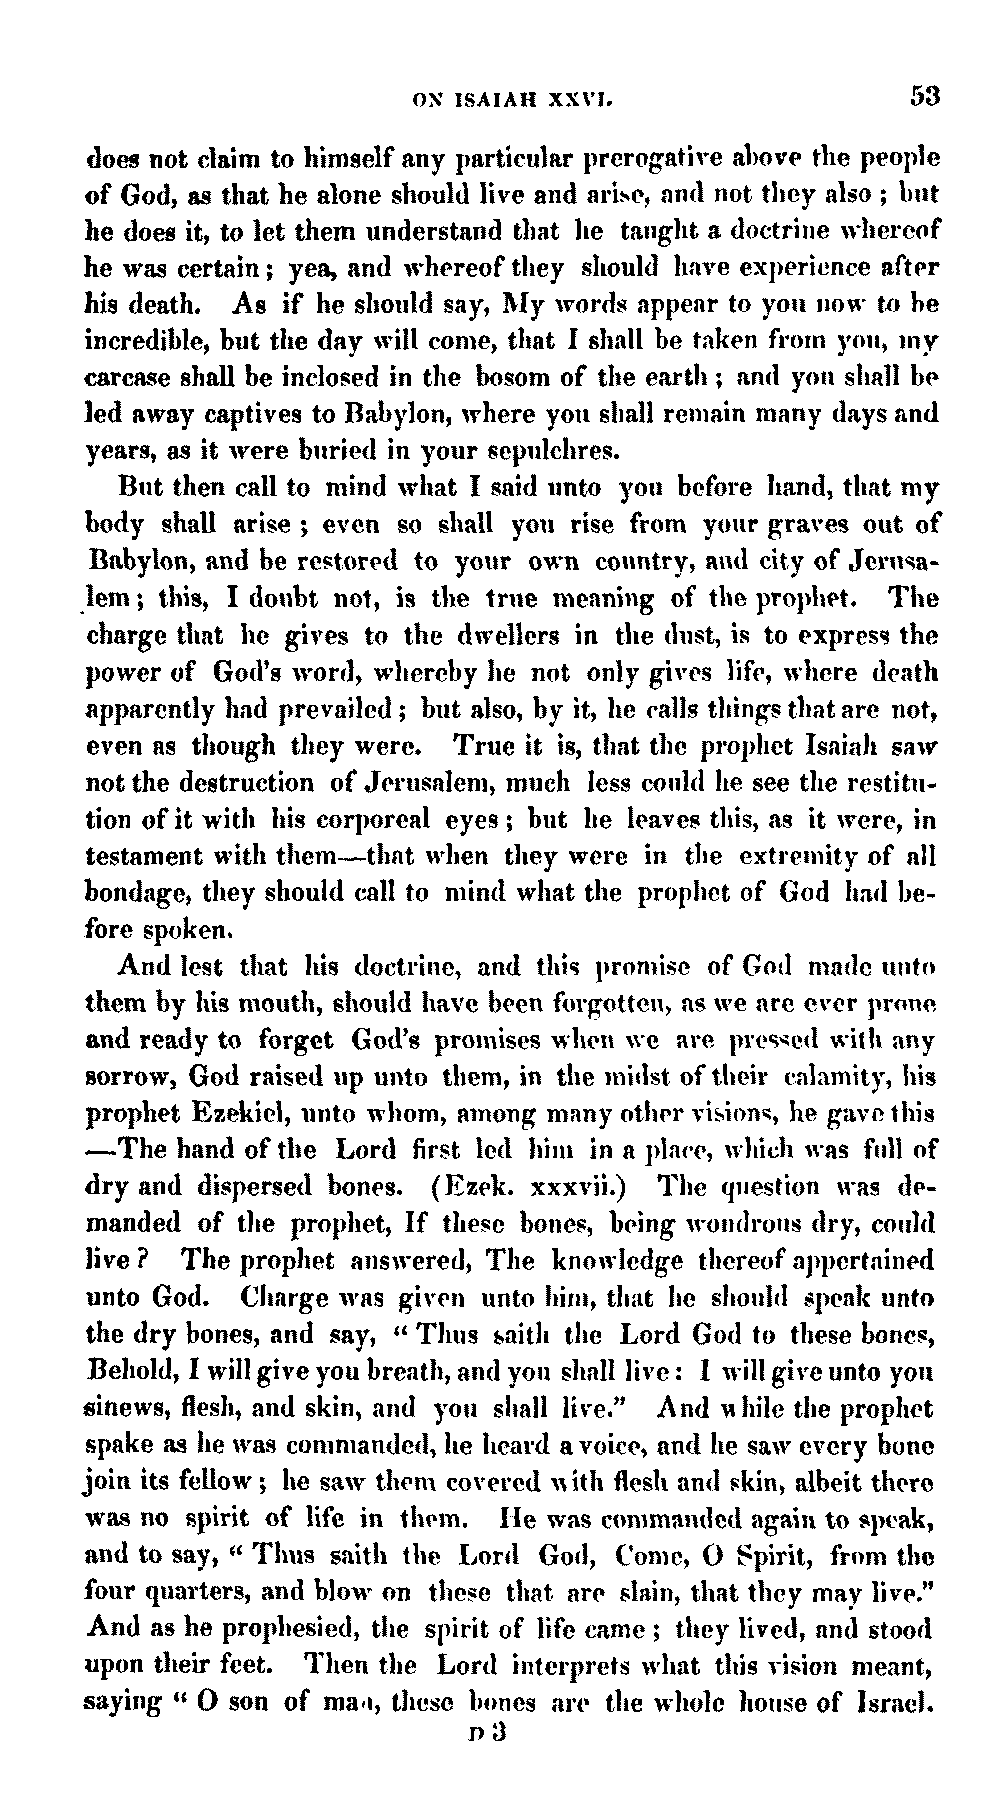 ON ISAIAH XXVI. 53
does not claim to himself any particular prerogative above the people
of God, as that he alone should live and arise, and not they also ; but
he does it, to let them understand that he taught a doctrine whereof
he was certain ; yea, and whereof they should have experience after
his death. As if he should say, My words appear to you now to be
incredible, but the day will come, that I shall be taken from you, my
carcase shall be inclosed in the bosom of the earth ; and you shall be
led away captives to Babylon, where you shall remain many days and
years, as it were buried in your sepulchres.
But then call to mind what I said unto you before hand, that my
body shall arise ; even so shall you rise from your graves out of
Babylon, and be restored to your own country, and city of Jerusa-
lem ; this, I doubt not, is the true meaning of the prophet. The
charge that he gives to the dwellers in the dust, is to express the
power of God's word, whereby he not only gives life, where death
apparently had prevailed ; but also, by it, he calls things that are not,
even as though they were. True it is, that the prophet Isaiah saw
not the destruction of Jerusalem, much less could he see the restitu-
tion of it with his corporeal eyes ; but he leaves this, as it were, in
testament with them—that when they were in the extremity of all
bondage, they should call to mind what the prophet of God had be-
fore spoken.
And lest that his doctrine, and this promise of God made unto
them by his mouth, should have been forgotten, as we are ever prone
and ready to forget God's promises when we are pressed with any
sorrow, God raised up unto them, in the midst of their calamity, his
prophet Ezekiel, unto whom, among many other visions, he gave this
—The hand of the Lord first led him in a place, which was full of
dry and dispersed bones. (Ezek. xxxvii.) The question was de-
manded of the prophet, If these bones, being wondrous dry, could
live ? The prophet answered, The knowledge thereof appertained
unto God. Charge was given unto him, that he should speak unto
the dry bones, and say, “ Thus saith the Lord God to these bones,
Behold, I will give you breath, and you shall live : I will give unto you
sinews, flesh, and skin, and you shall live.” And while the prophet
spake as he was commanded, he heard a voice, and he saw every bone
join its fellow ; he saw them covered with flesh and skin, albeit there
was no spirit of life in them. He was commanded again to speak,
and to say, “ Thus saith the Lord God, Come, O Spirit, from the
four quarters, and blow on these that are slain, that they may live.”
And as he prophesied, the spirit of life came ; they lived, and stood
upon their feet. Then the Lord interprets what this vision meant,
saying “ O son of man, these bones are the whole house of Israel.
D 3